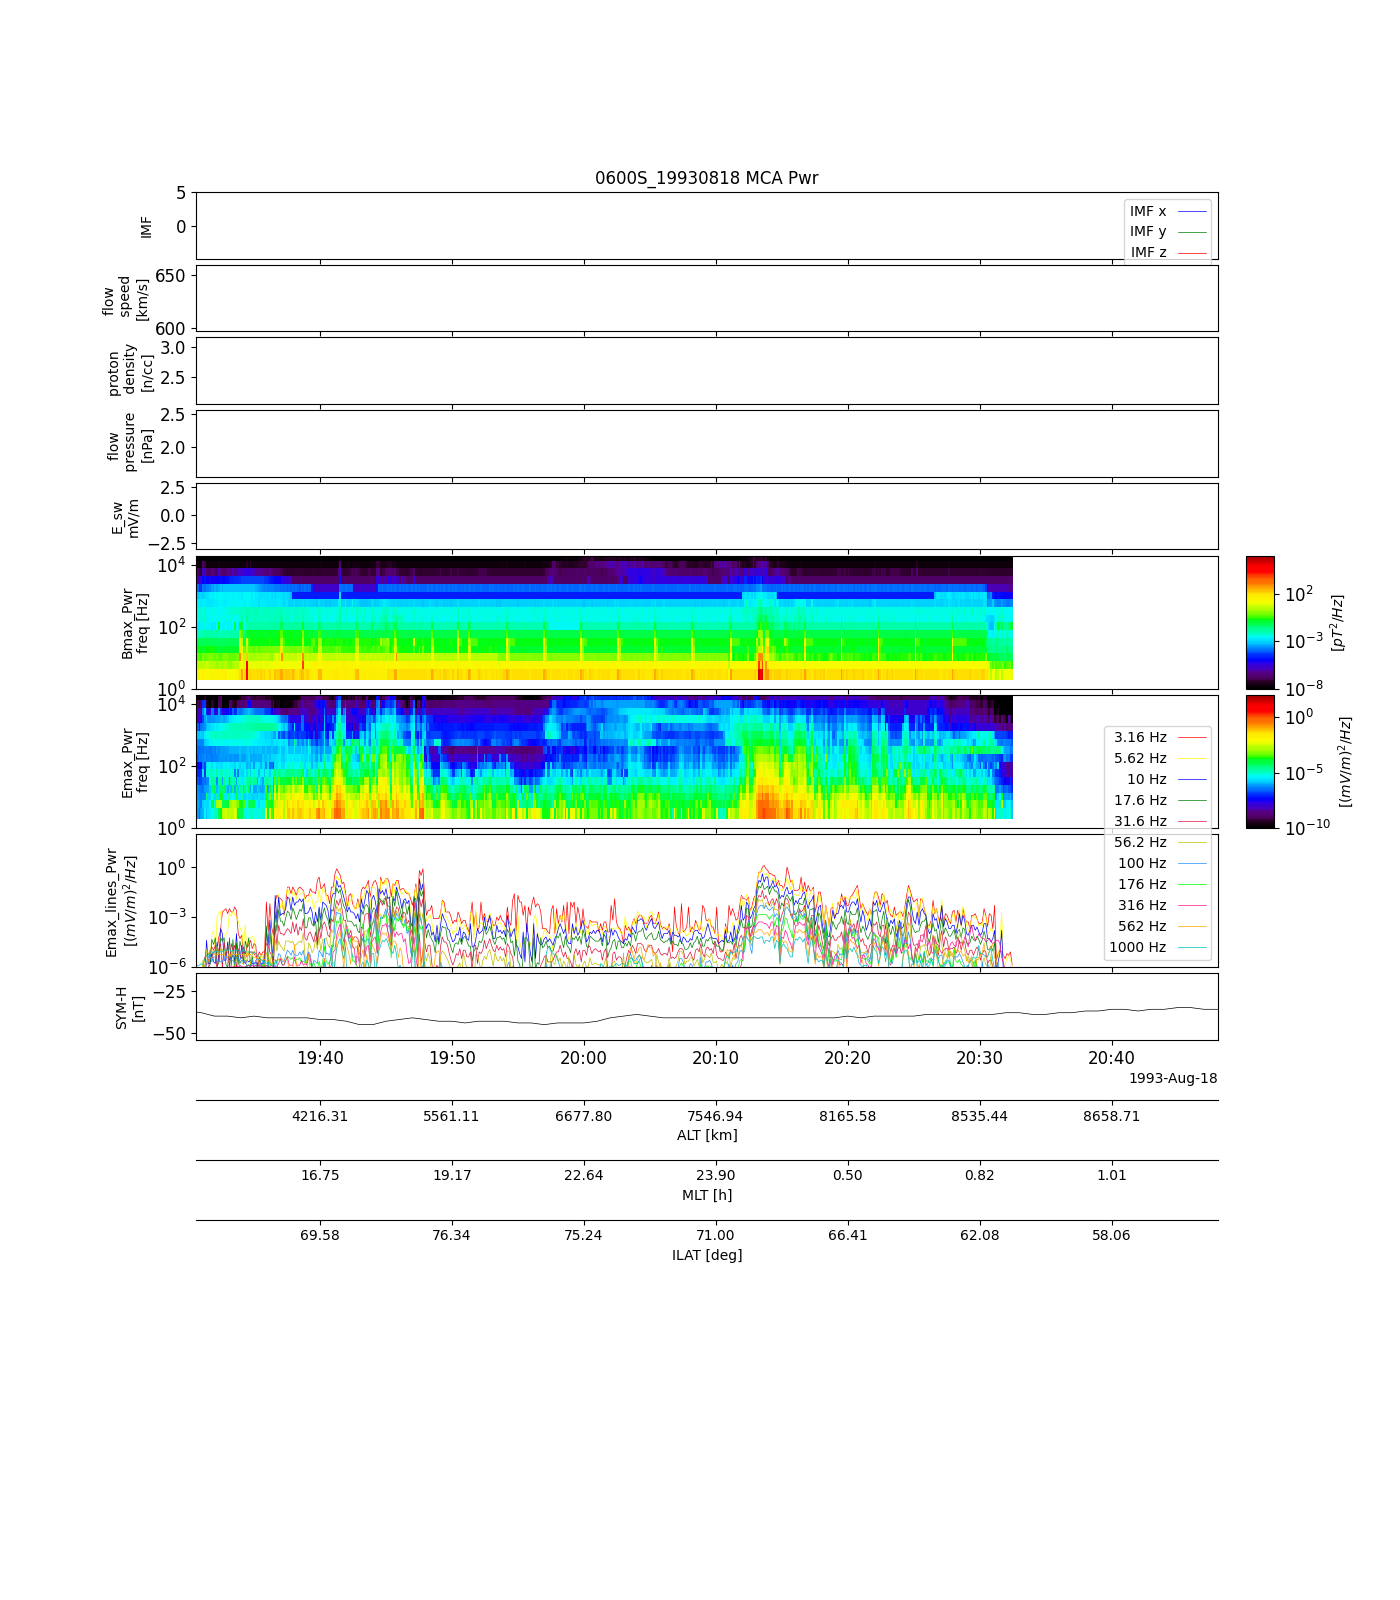 0600S_19930818 MCA Pwr
5
0
IMF
IMF x
IMF y
IMF z
650
600
flow
speed
[km/s]
3.0
2.5
proton
density
[n/cc]
2.5
2.0
flow
pressure
[nPa]
2.5
0.0
−2.5
E_sw
mV/m
10^4
10^2
10^0
Bmax_Pwr
freq [Hz]
10^2
10^−3
10^−8
[pT^2/Hz]
10^4
10^2
10^0
Emax_Pwr
freq [Hz]
10^0
10^−5
10^−10
[(mV/m)^2/Hz]
3.16 Hz
5.62 Hz
10 Hz
17.6 Hz
31.6 Hz
56.2 Hz
100 Hz
176 Hz
316 Hz
562 Hz
1000 Hz
10^0
10^−3
10^−6
Emax_lines_Pwr
[(mV/m)^2/Hz]
−25
−50
SYM-H
[nT]
19:40 19:50 20:00 20:10 20:20 20:30 20:40
1993-Aug-18
4216.31 5561.11 6677.80 7546.94 8165.58 8535.44 8658.71
ALT [km]
16.75 19.17 22.64 23.90 0.50 0.82 1.01
MLT [h]
69.58 76.34 75.24 71.00 66.41 62.08 58.06
ILAT [deg]